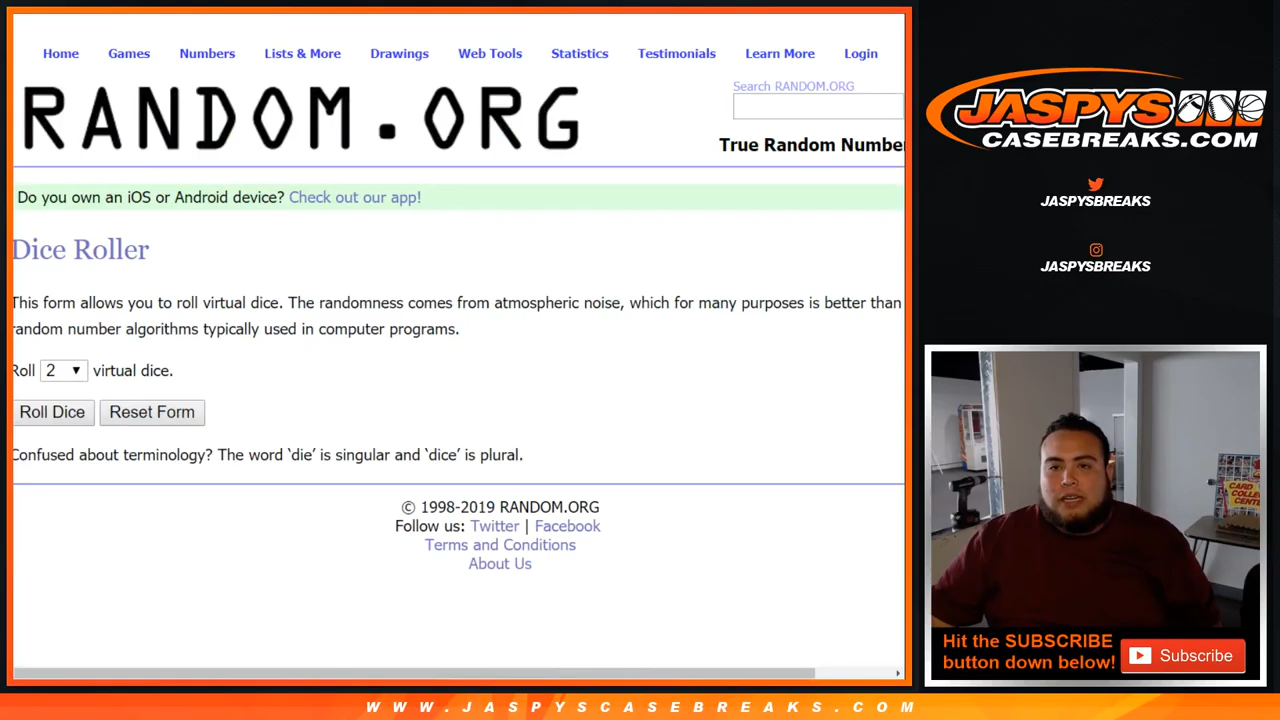 Home Games Numbers Lists & More Drawings Web Tools Statistics Testimonials Learn More Login
RANDOM.ORG
Search RANDOM.ORG
True Random Number
Do you own an iOS or Android device? Check out our app!
Dice Roller
This form allows you to roll virtual dice. The randomness comes from atmospheric noise, which for many purposes is better than
random number algorithms typically used in computer programs.
Roll 2 virtual dice.
Roll Dice Reset Form
Confused about terminology? The word ‘die’ is singular and ‘dice’ is plural.
© 1998-2019 RANDOM.ORG
Follow us: Twitter | Facebook
Terms and Conditions
About Us
JASPYS
CASEBREAKS.COM
JASPYSBREAKS
JASPYSBREAKS
CARD
COLLE
CENT
Hit the SUBSCRIBE
button down below!
Subscribe
WWW.JASPYSCASEBREAKS.COM